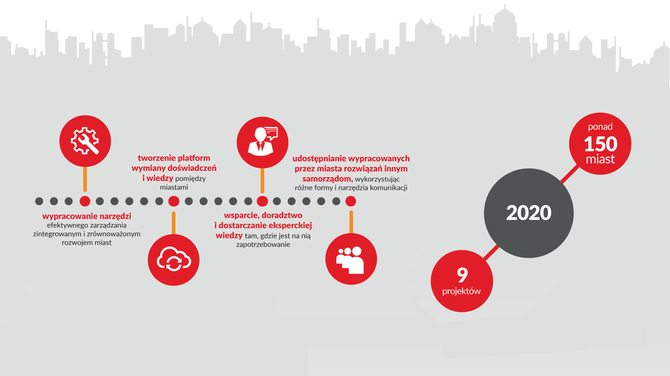 wypracowanie narzędzi
efektywnego zarządzania
zintegrowanym i zrównoważonym
rozwojem miast
tworzenie platform
wymiany doświadczeń
i wiedzy pomiędzy
miastami
wsparcie, doradztwo
i dostarczanie eksperckiej
wiedzy tam, gdzie jest na nią
zapotrzebowanie
udostępnianie wypracowanych
przez miasta rozwiązań innym
samorządom, wykorzystując
różne formy i narzędzia komunikacji
ponad
150
miast
2020
9
projektów